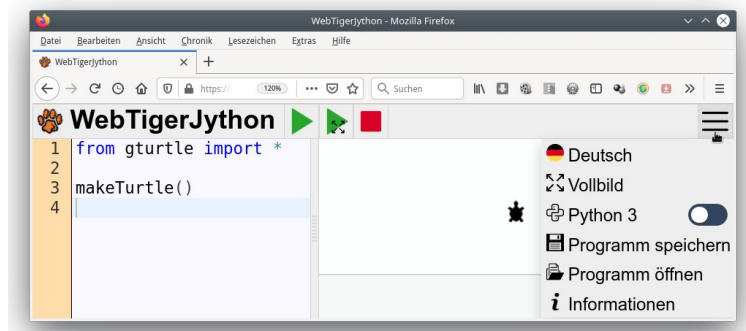 WebTigerJython - Mozilla Firefox
Datei Bearbeiten Ansicht Chronik Lesezeichen Extras Hilfe
WebTigerJython
https:// 120% Suchen
WebTigerJython
1 from gturtle import *
2
3 makeTurtle()
4
Deutsch
Vollbild
Python 3
Programm speichern
Programm öffnen
Informationen